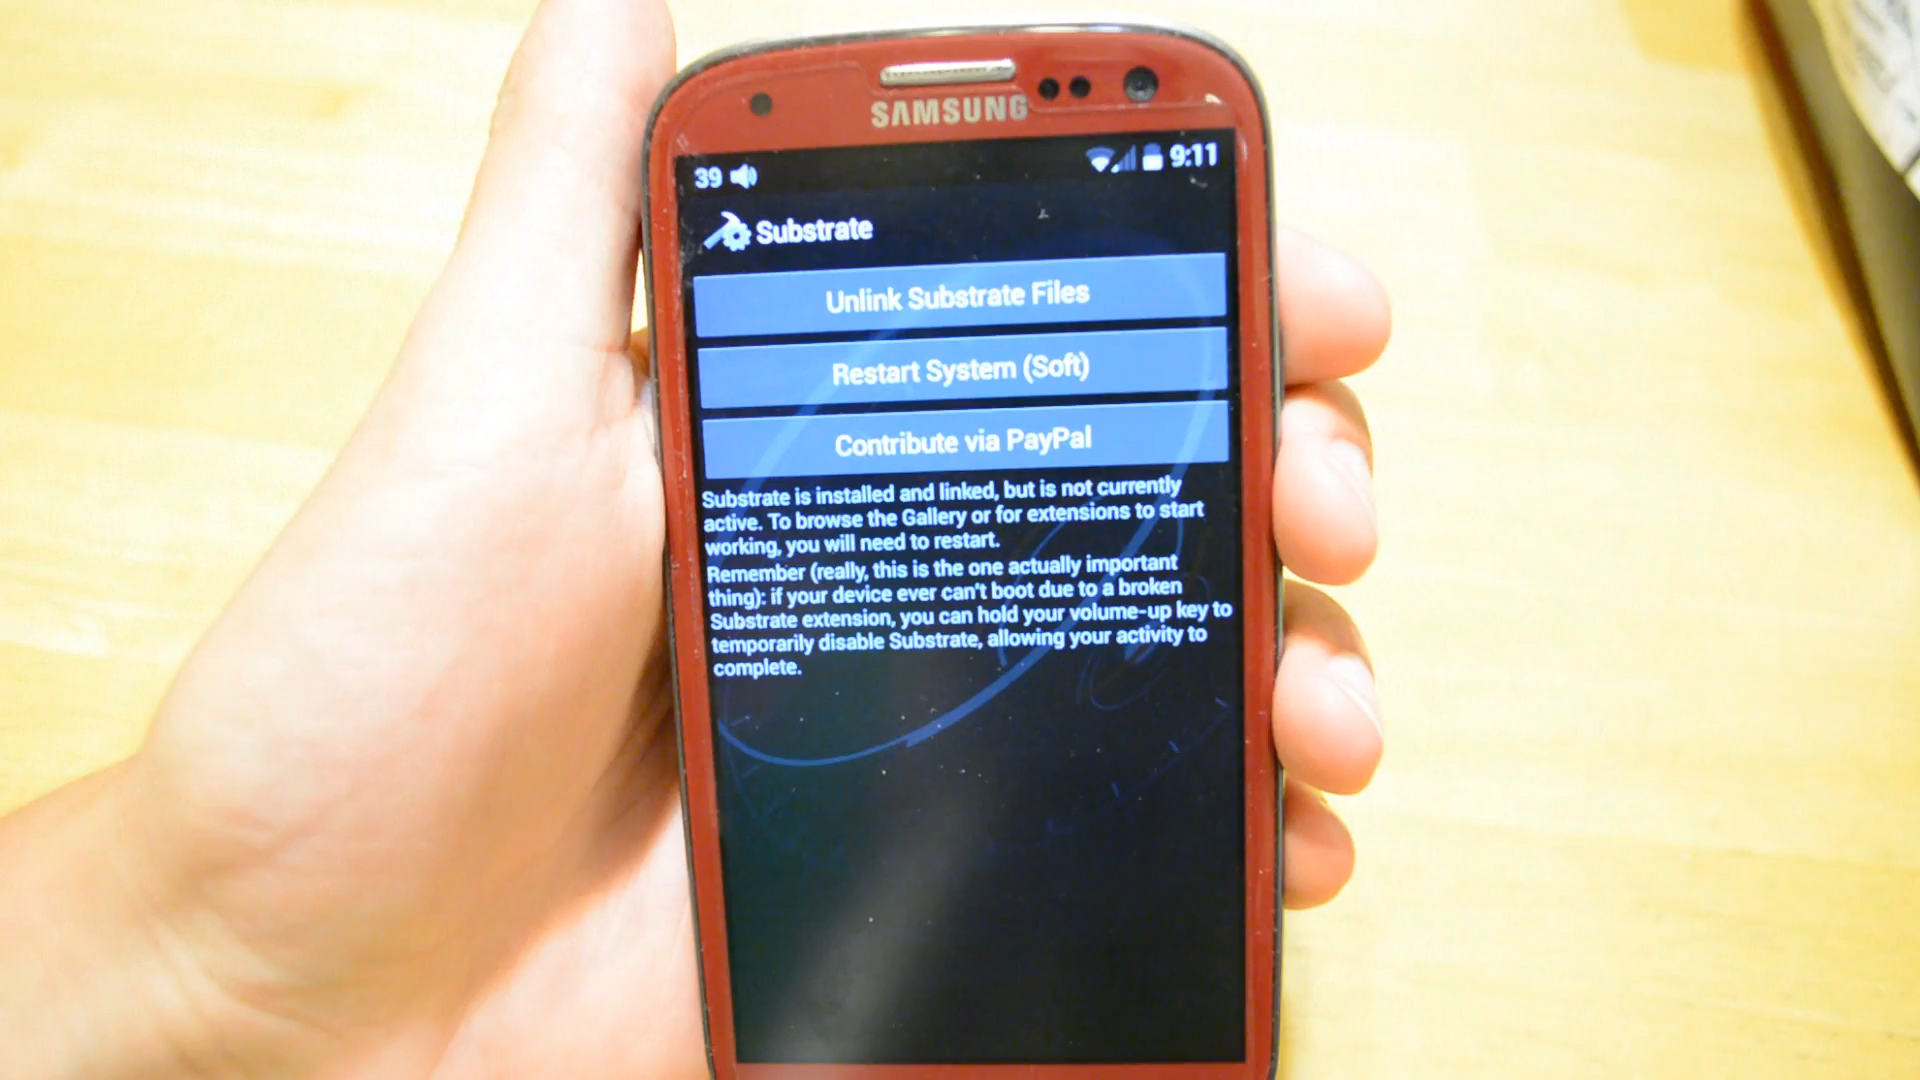 SAMSUNG
39 9:11
Substrate
Unlink Substrate Files
Restart System (Soft)
Contribute via PayPal
Substrate is installed and linked, but is not currently
active. To browse the Gallery or for extensions to start
working, you will need to restart.
Remember (really, this is the one actually important
thing): if your device ever can't boot due to a broken
Substrate extension, you can hold your volume-up key to
temporarily disable Substrate, allowing your activity to
complete.